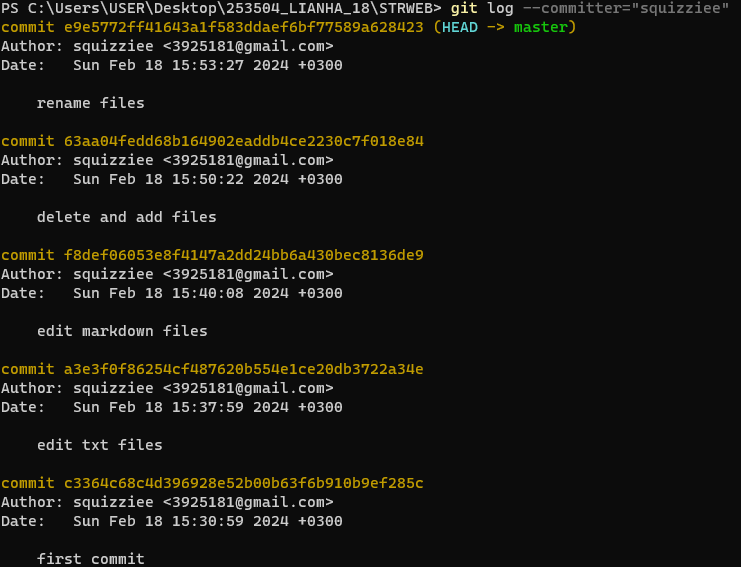 PS C:\Users\USER\Desktop\253504_LIANHA_18\STRWEB> git log --committer="squizziee"
commit e9e5772ff41643a1f583ddaef6bf77589a628423 (HEAD -> master)
Author: squizziee <3925181@gmail.com>
Date:   Sun Feb 18 15:53:27 2024 +0300
rename files
commit 63aa04fedd68b164902eaddb4ce2230c7f018e84
Author: squizziee <3925181@gmail.com>
Date:   Sun Feb 18 15:50:22 2024 +0300
delete and add files
commit f8def06053e8f4147a2dd24bb6a430bec8136de9
Author: squizziee <3925181@gmail.com>
Date:   Sun Feb 18 15:40:08 2024 +0300
edit markdown files
commit a3e3f0f86254cf487620b554e1ce20db3722a34e
Author: squizziee <3925181@gmail.com>
Date:   Sun Feb 18 15:37:59 2024 +0300
edit txt files
commit c3364c68c4d396928e52b00b63f6b910b9ef285c
Author: squizziee <3925181@gmail.com>
Date:   Sun Feb 18 15:30:59 2024 +0300
first commit